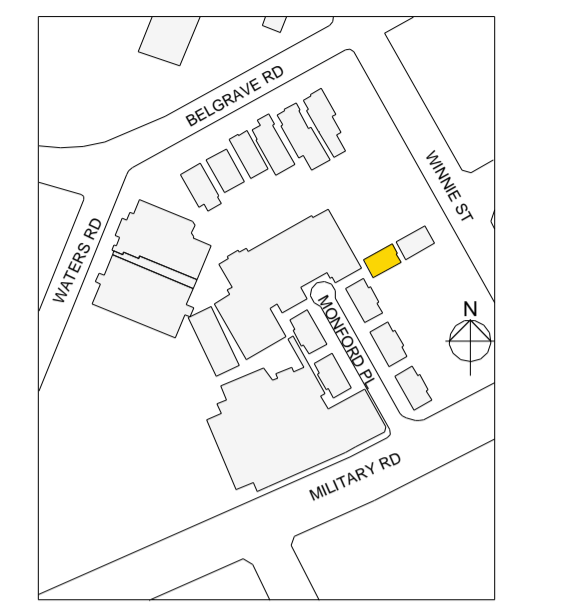 BELGRAVE RD
WINNIE ST
WATERS RD
N
MONFORD PL
MILITARY RD